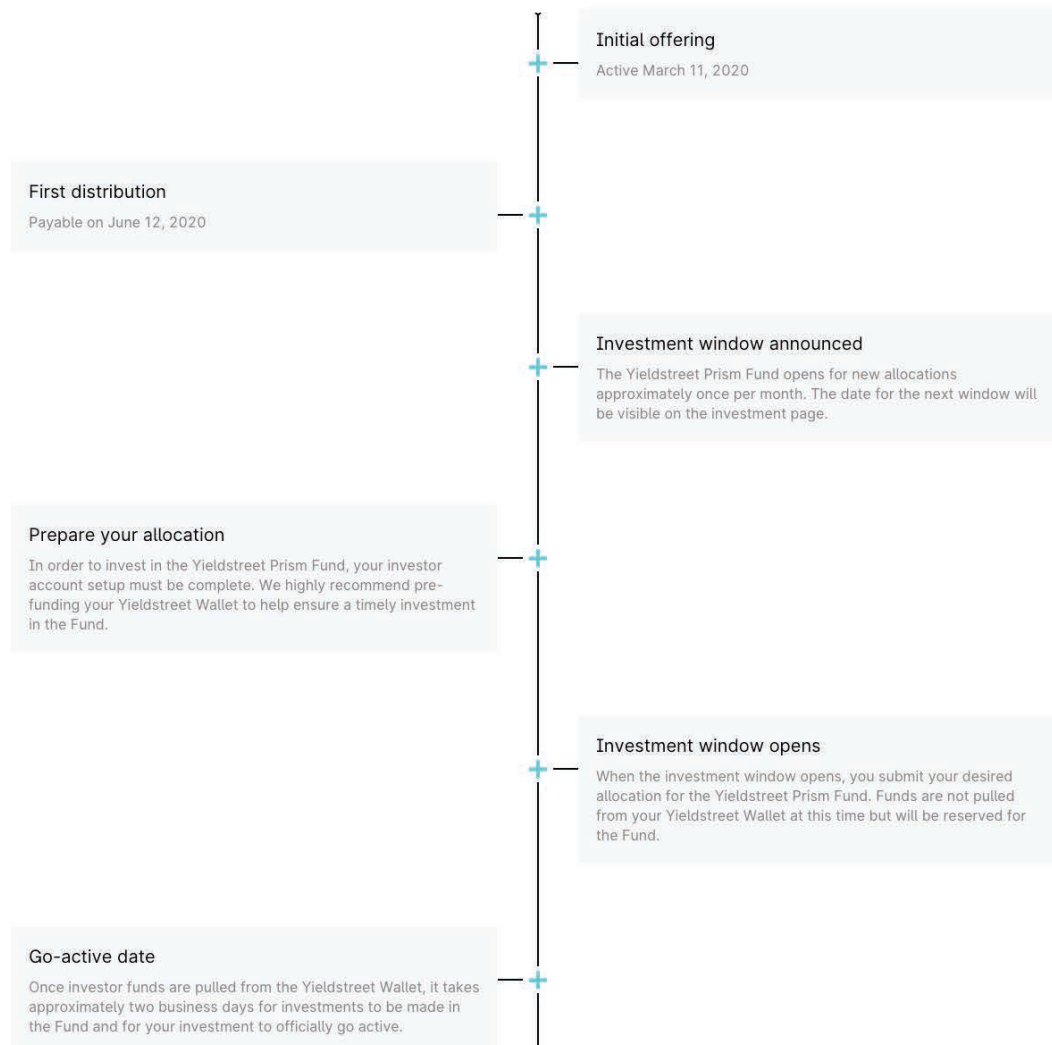 Initial offering
Active March 11, 2020
First distribution
Payable on June 12, 2020
Investment window announced
The Yieldstreet Prism Fund opens for new allocations
approximately once per month. The date for the next window will
be visible on the investment page.
Prepare your allocation
In order to invest in the Yieldstreet Prism Fund, your investor
account setup must be complete. We highly recommend pre-
funding your Yieldstreet Wallet to help ensure a timely investment
in the Fund.
Investment window opens
When the investment window opens, you submit your desired
allocation for the Yieldstreet Prism Fund. Funds are not pulled
from your Yieldstreet Wallet at this time but will be reserved for
the Fund.
Go-active date
Once investor funds are pulled from the Yieldstreet Wallet, it takes
approximately two business days for investments to be made in
the Fund and for your investment to officially go active.